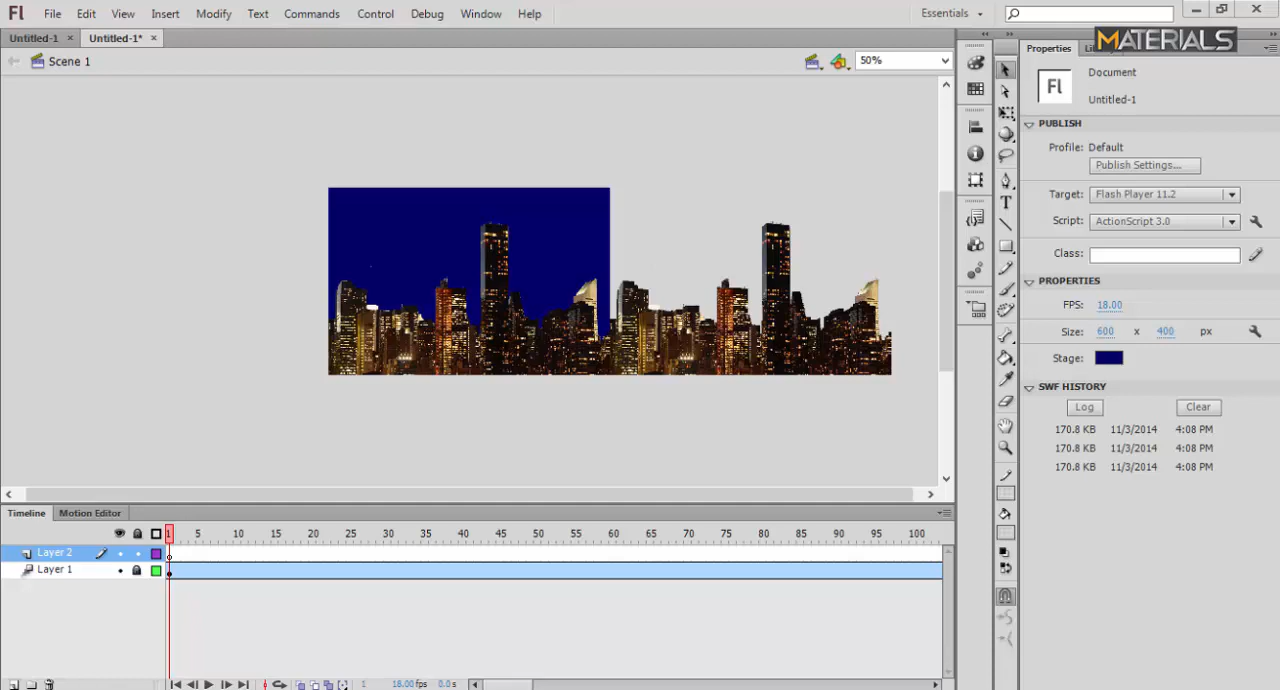 Fl File Edit View Insert Modify Text Commands Control Debug Window Help Essentials
Untitled-1 × Untitled-1* × MATERIALS
Scene 1 50% Properties
Fl Document
Untitled-1
PUBLISH
Profile: Default
Publish Settings...
Target: Flash Player 11.2
Script: ActionScript 3.0
Class:
PROPERTIES
FPS: 18.00
Size: 600 x 400 px
Stage:
SWF HISTORY
Log Clear
170.8 KB 11/3/2014 4:08 PM
170.8 KB 11/3/2014 4:08 PM
170.8 KB 11/3/2014 4:08 PM
Timeline Motion Editor
1 5 10 15 20 25 30 35 40 45 50 55 60 65 70 75 80 85 90 95 100
Layer 2
Layer 1
1 18.00 fps 0.0 s